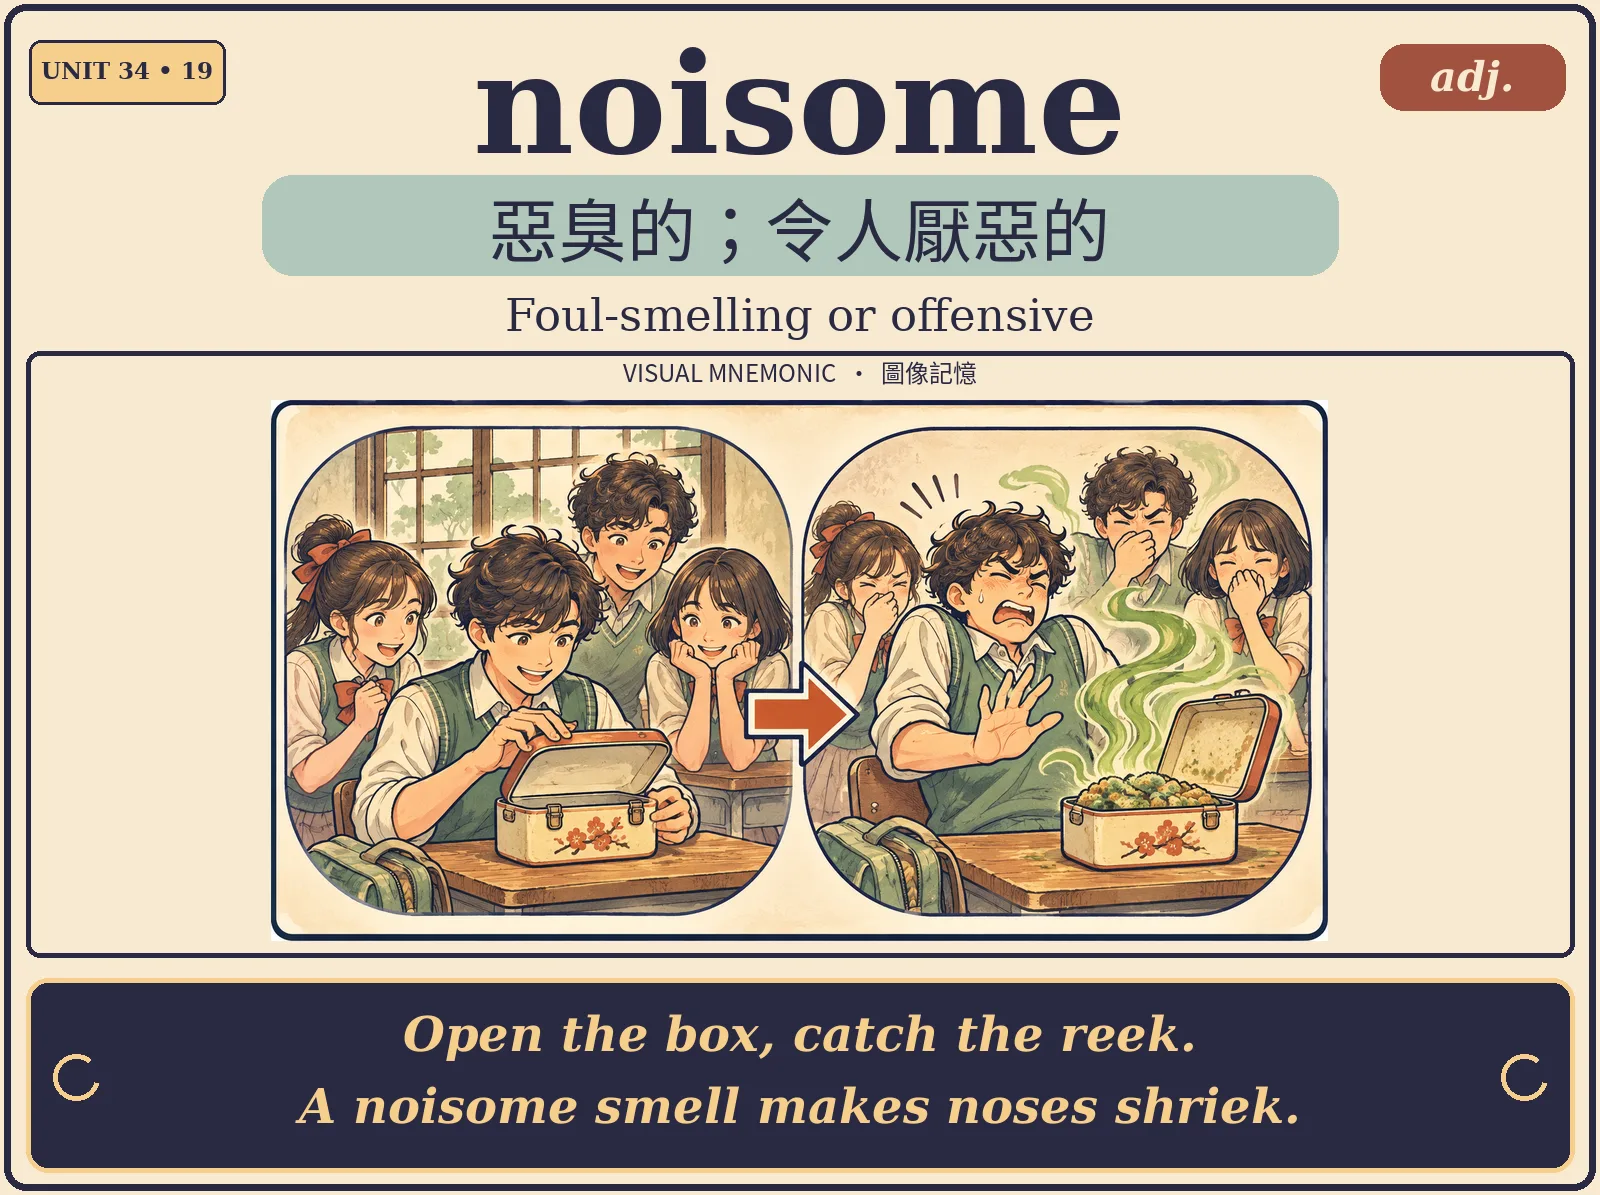 UNIT 34 • 19
noisome
adj.
惡臭的；令人厭惡的
Foul-smelling or offensive
VISUAL MNEMONIC • 圖像記憶
Open the box, catch the reek.
A noisome smell makes noses shriek.